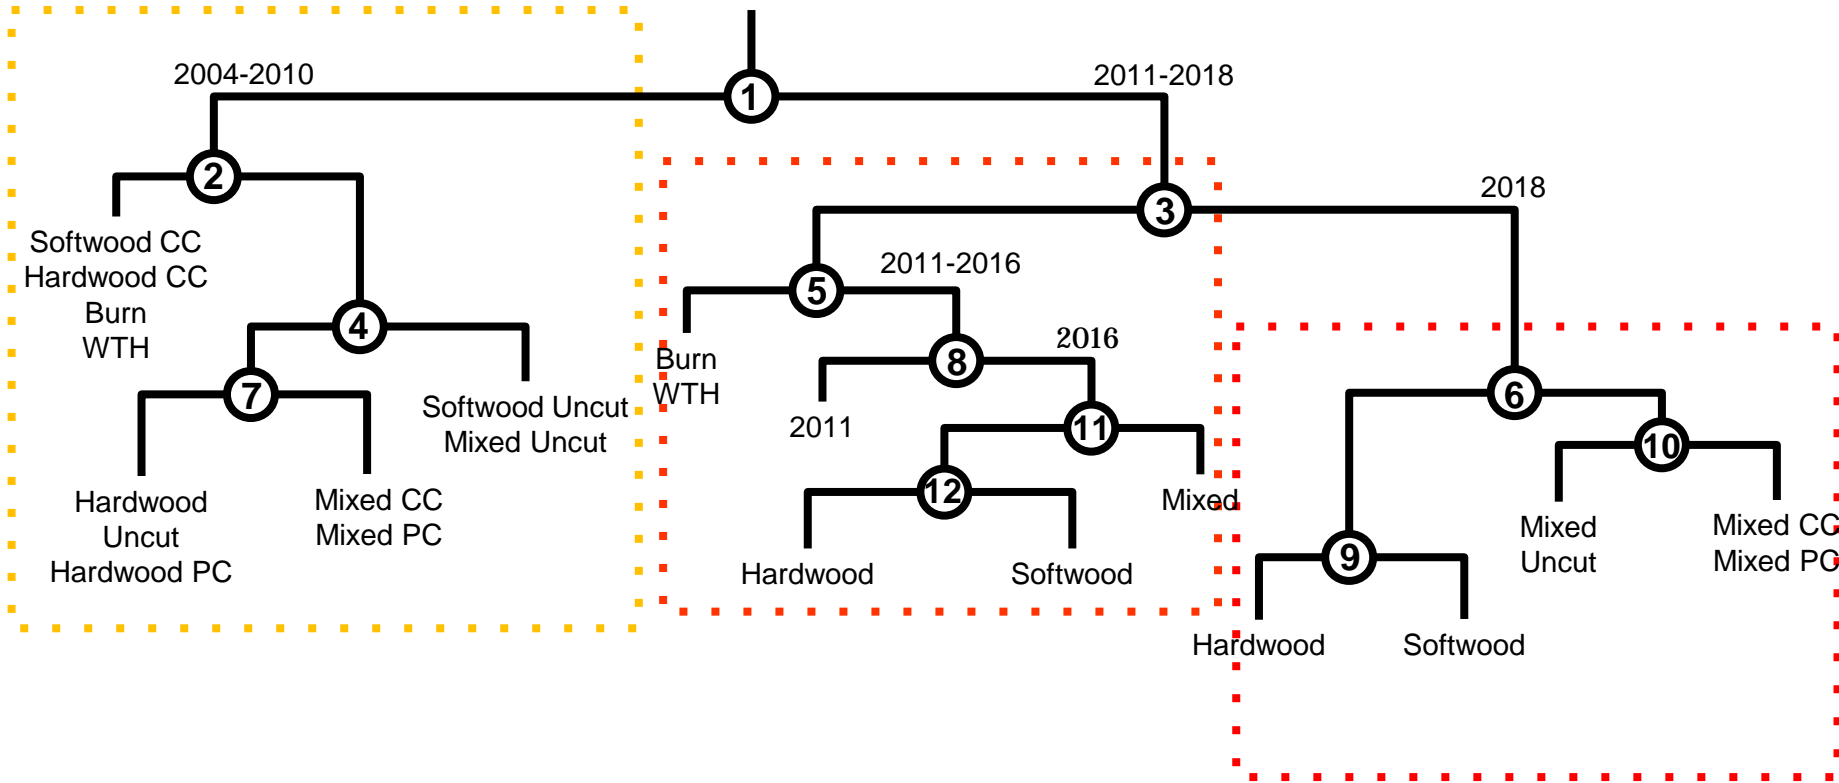 2004-2010
1
2011-2018
2
Softwood CC
Hardwood CC
Burn
WTH
4
7
Softwood Uncut
Mixed Uncut
Hardwood
Uncut
Hardwood PC
Mixed CC
Mixed PC
3
2018
5
2011-2016
Burn
WTH
8
2016
2011
11
12
Mixed
Hardwood
Softwood
6
10
9
Mixed
Uncut
Mixed CC
Mixed PC
Hardwood
Softwood